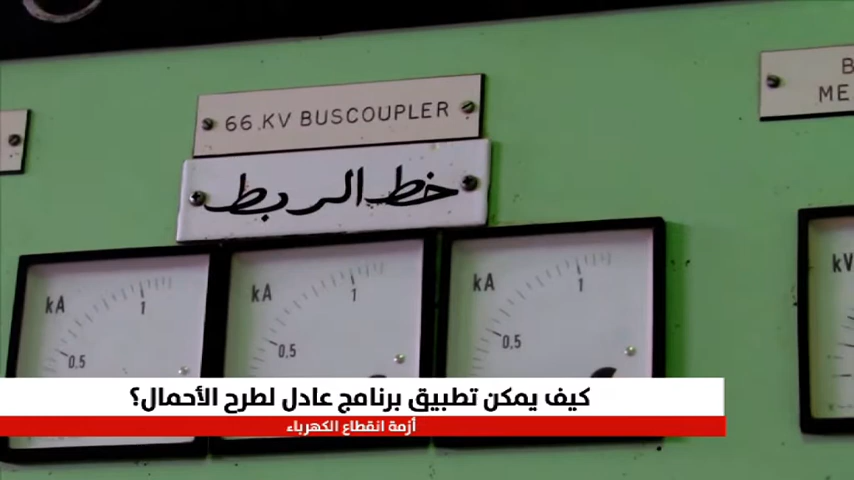 66 KV BUSCOUPLER
خط الربط
kA
1
0,5
kA
1
0,5
kA
1
0,5
kV
كيف يمكن تطبيق برنامج عادل لطرح الأحمال؟
أزمة انقطاع الكهرباء